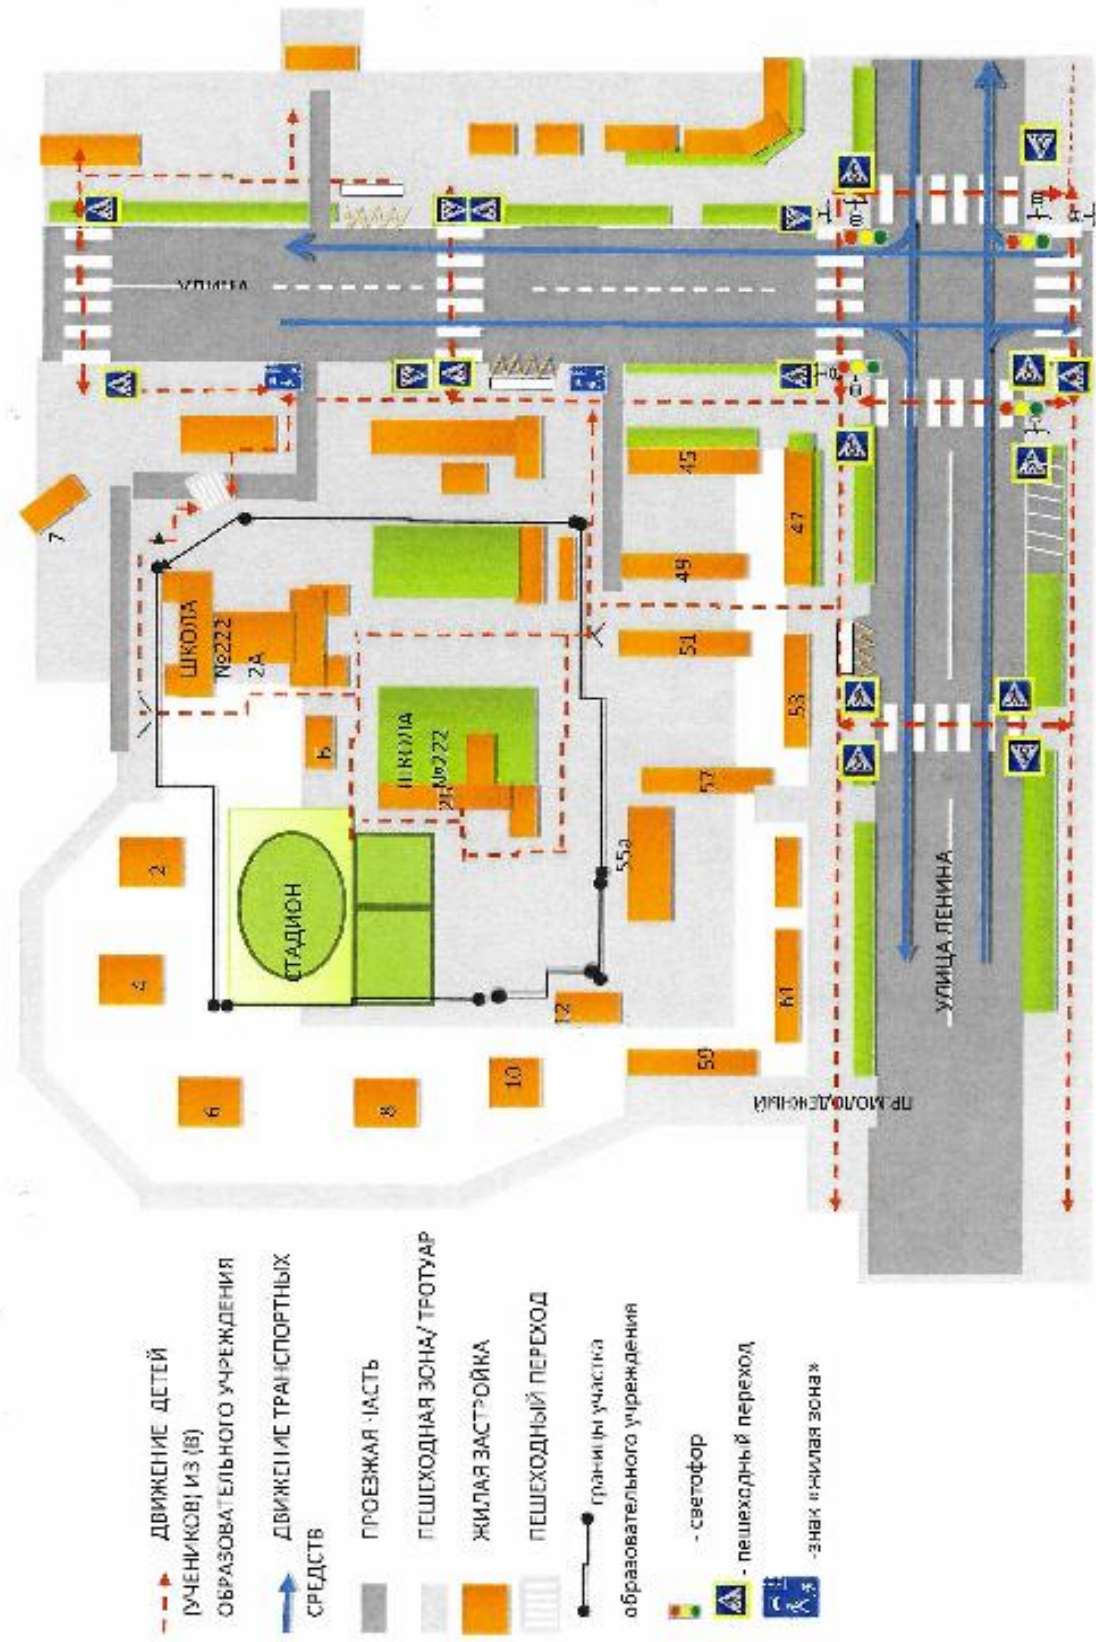 7
ШКОЛА
№222
2А
ШКОЛА
№222
СТАДИОН
2
4
6
8
10
12
45
47
49
51
53
57
55а
59
61
УЛИЦА ЛЕНИНА
ПР.МОЛОДЕЖНЫЙ
ДВИЖЕНИЕ ДЕТЕЙ
(УЧЕНИКОВ) ИЗ (В)
ОБРАЗОВАТЕЛЬНОГО УЧРЕЖДЕНИЯ
ДВИЖЕНИЕ ТРАНСПОРТНЫХ
СРЕДСТВ
ПРОЕЗЖАЯ ЧАСТЬ
ПЕШЕХОДНАЯ ЗОНА/ ТРОТУАР
ЖИЛАЯ ЗАСТРОЙКА
ПЕШЕХОДНЫЙ ПЕРЕХОД
границы участка
образовательного учреждения
- светофор
- пешеходный переход
-знак «жилая зона»